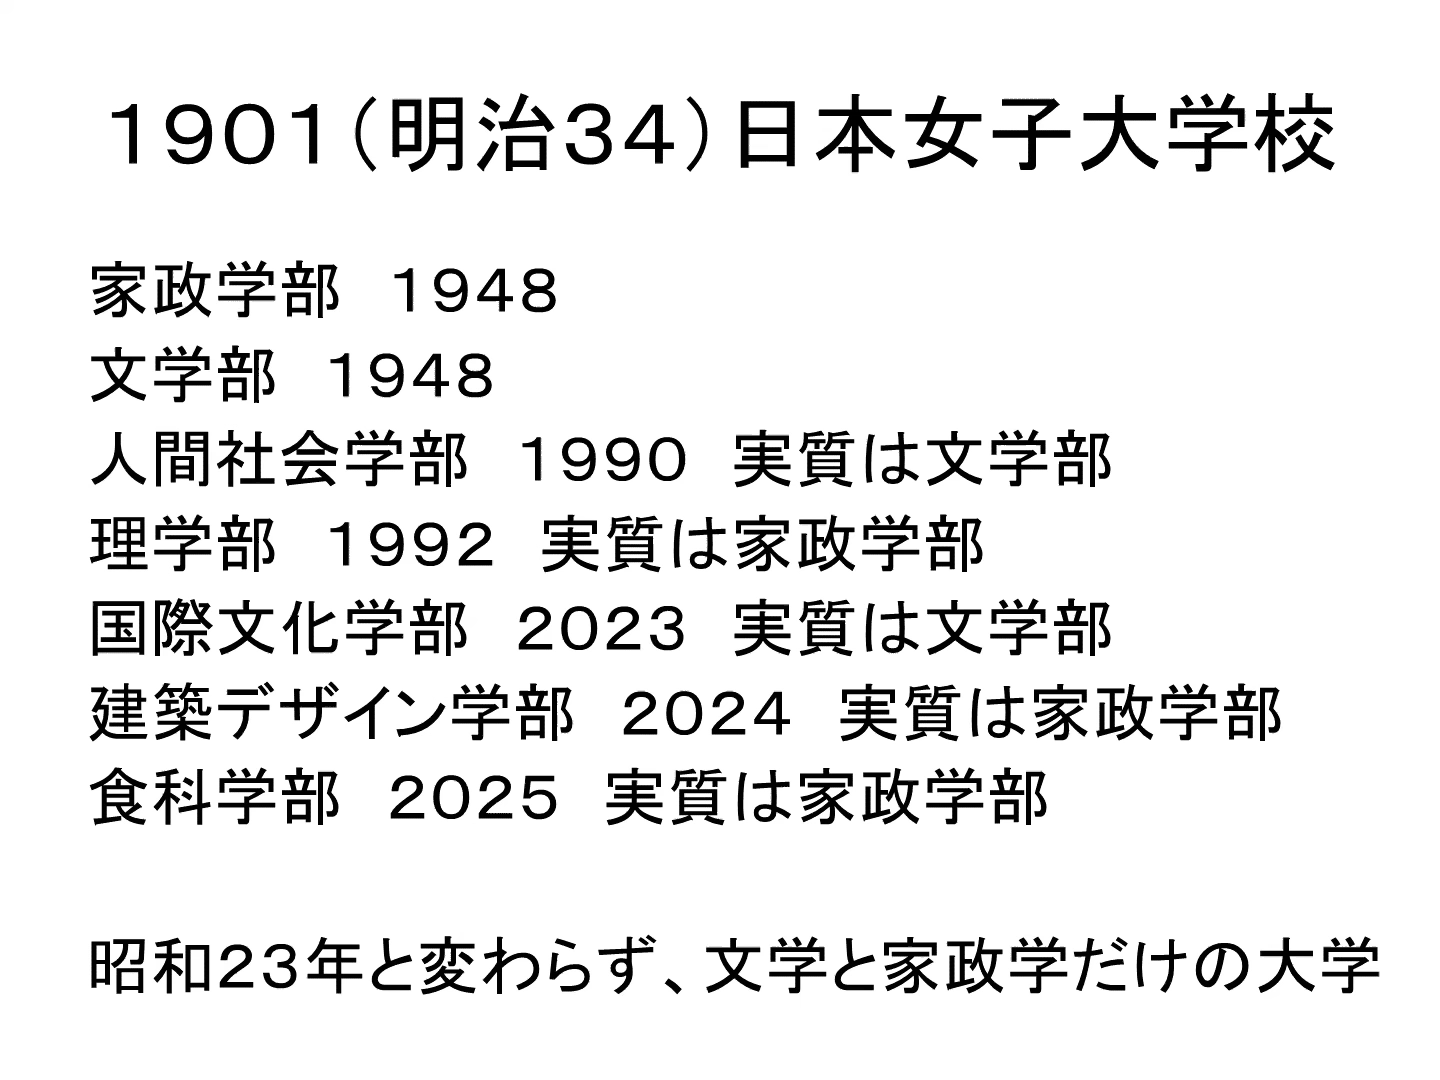 １９０１（明治３４）日本女子大学校
家政学部　１９４８
文学部　１９４８
人間社会学部　１９９０　実質は文学部
理学部　１９９２　実質は家政学部
国際文化学部　２０２３　実質は文学部
建築デザイン学部　２０２４　実質は家政学部
食科学部　２０２５　実質は家政学部
昭和２３年と変わらず、文学と家政学だけの大学